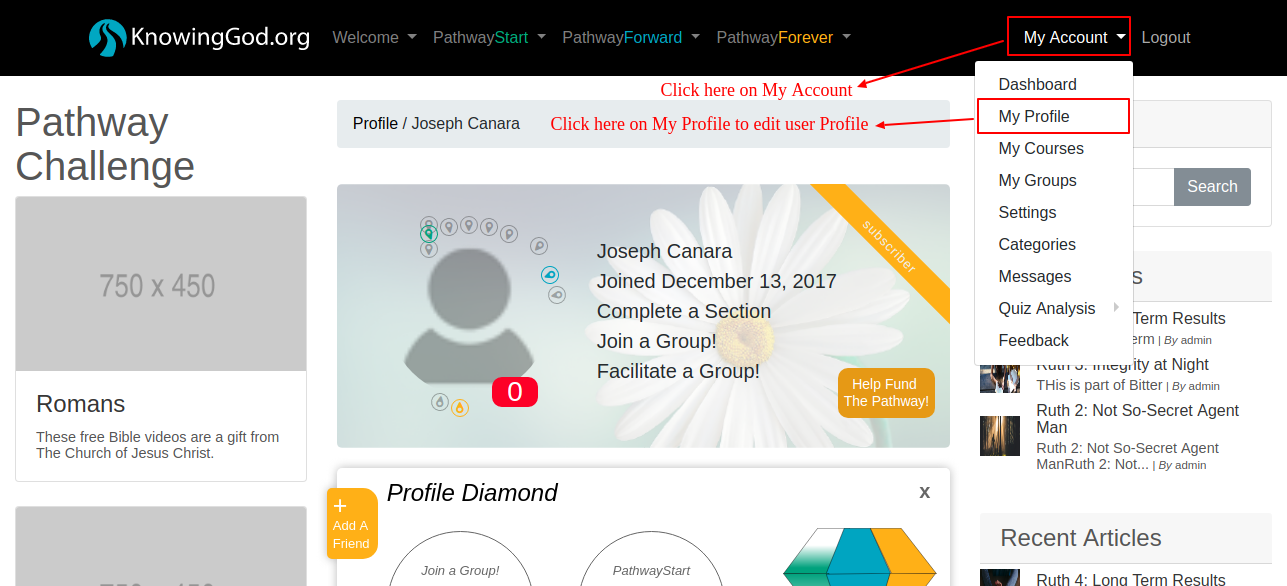 KnowingGod.org
Welcome
PathwayStart
PathwayForward
PathwayForever
My Account
Logout
Click here on My Account
Click here on My Profile to edit user Profile
Dashboard
My Profile
My Courses
My Groups
Settings
Categories
Messages
Quiz Analysis
Feedback
Pathway
Challenge
750 x 450
Romans
These free Bible videos are a gift from
The Church of Jesus Christ.
Profile / Joseph Canara
subscriber
Joseph Canara
Joined December 13, 2017
Complete a Section
Join a Group!
Facilitate a Group!
0
Help Fund
The Pathway!
+
Add A
Friend
Profile Diamond
x
Join a Group!
PathwayStart
Search
s
Term Results
erm | By admin
Ruth 3: Integrity at Night
THis is part of Bitter | By admin
Ruth 2: Not So-Secret Agent
Man
Ruth 2: Not So-Secret Agent
ManRuth 2: Not... | By admin
Recent Articles
Ruth 4: Long Term Results